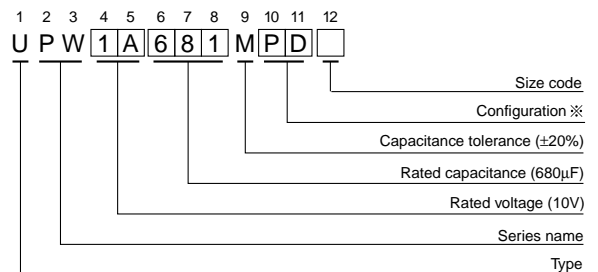 1 2 3 4 5 6 7 8 9 10 11 12
U P W 1 A 6 8 1 M P D
Size code
Configuration ※
Capacitance tolerance (±20%)
Rated capacitance (680µF)
Rated voltage (10V)
Series name
Type